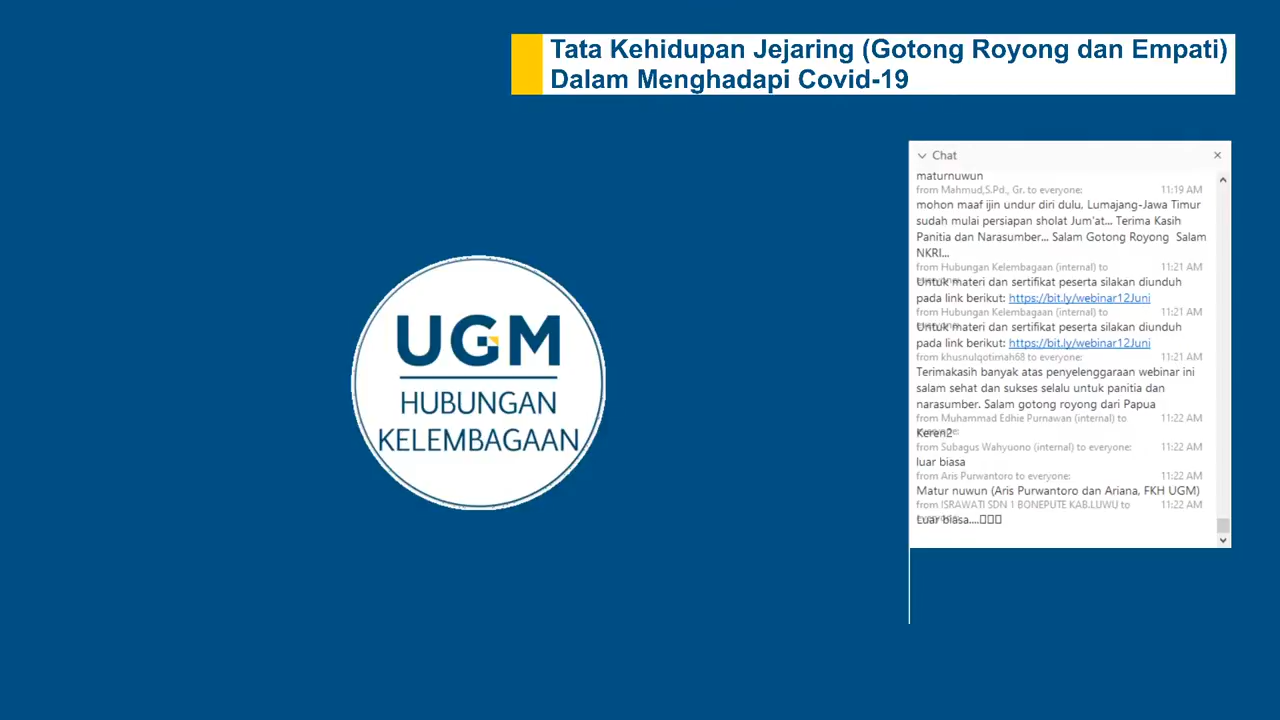 Tata Kehidupan Jejaring (Gotong Royong dan Empati)
Dalam Menghadapi Covid-19
UGM
HUBUNGAN
KELEMBAGAAN
Chat
maturnuwun
from Mahmud,S.Pd., Gr. to everyone: 11:19 AM
mohon maaf ijin undur diri dulu, Lumajang-Jawa Timur
sudah mulai persiapan sholat Jum'at... Terima Kasih
Panitia dan Narasumber... Salam Gotong Royong Salam
NKRI...
from Hubungan Kelembagaan (internal) to 11:21 AM
Untuk materi dan sertifikat peserta silakan diunduh
pada link berikut: https://bit.ly/webinar12Juni
from Hubungan Kelembagaan (internal) to 11:21 AM
Untuk materi dan sertifikat peserta silakan diunduh
pada link berikut: https://bit.ly/webinar12Juni
from khusnulqotimah68 to everyone: 11:21 AM
Terimakasih banyak atas penyelenggaraan webinar ini
salam sehat dan sukses selalu untuk panitia dan
narasumber. Salam gotong royong dari Papua
from Muhammad Edhie Purnawan (internal) to 11:22 AM
Keren2
from Subagus Wahyuono (internal) to everyone: 11:22 AM
luar biasa
from Aris Purwantoro to everyone: 11:22 AM
Matur nuwun (Aris Purwantoro dan Ariana, FKH UGM)
from ISRAWATI SDN 1 BONEPUTE KAB.LUWU to 11:22 AM
Luar biasa....